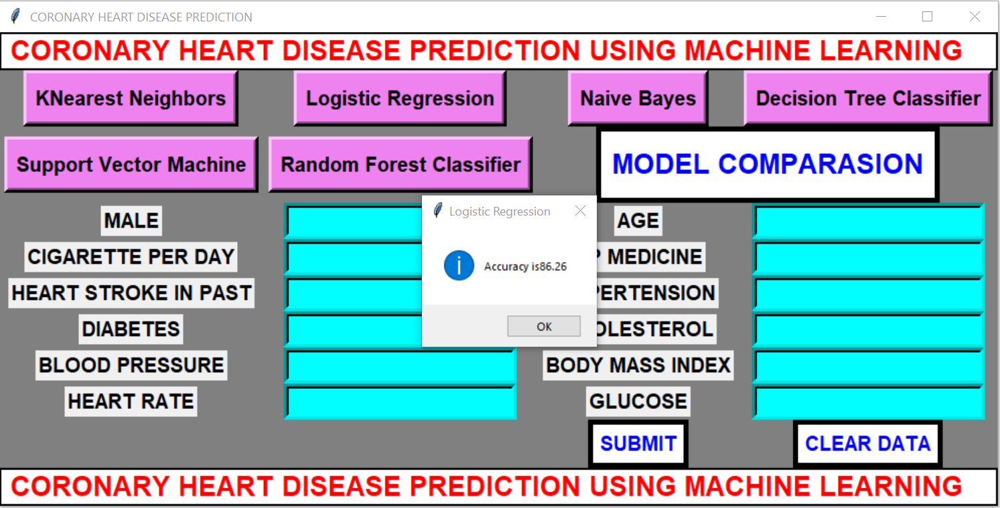 CORONARY HEART DISEASE PREDICTION
CORONARY HEART DISEASE PREDICTION USING MACHINE LEARNING
KNearest Neighbors
Logistic Regression
Naive Bayes
Decision Tree Classifier
Support Vector Machine
Random Forest Classifier
MODEL COMPARASION
Logistic Regression
Accuracy is86.26
OK
MALE
AGE
CIGARETTE PER DAY
MEDICINE
HEART STROKE IN PAST
DIABETES
BLOOD PRESSURE
BODY MASS INDEX
HEART RATE
GLUCOSE
SUBMIT
CLEAR DATA
CORONARY HEART DISEASE PREDICTION USING MACHINE LEARNING